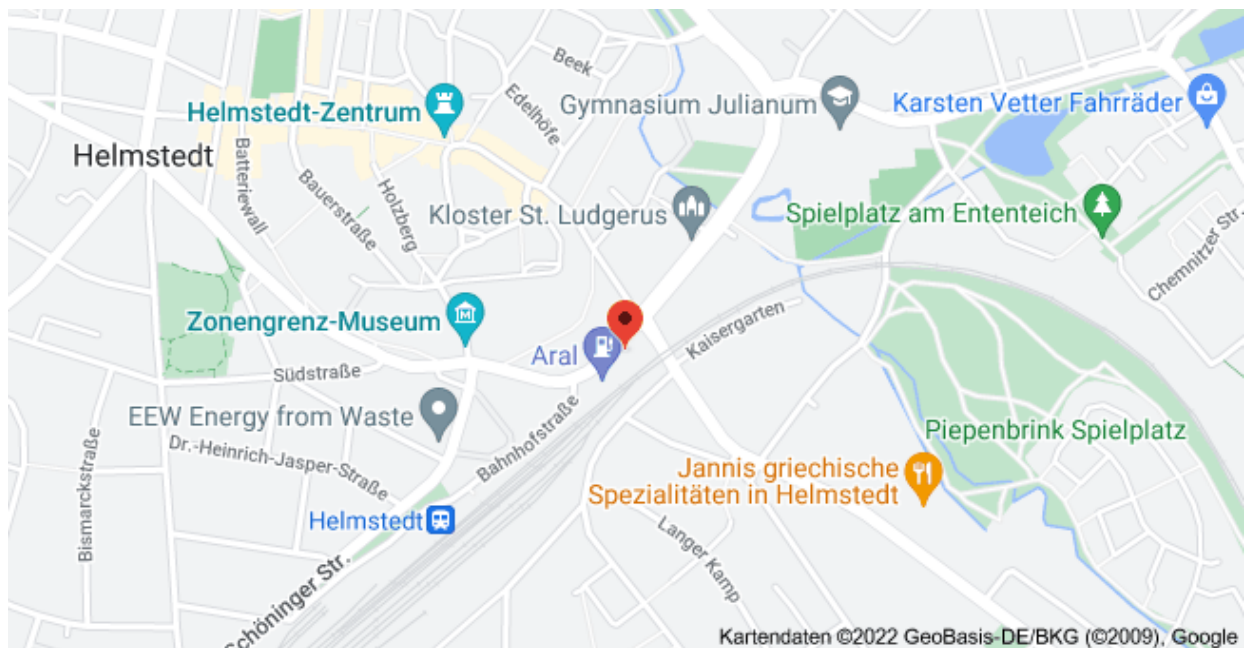 Beek
Edelhöfe
Gymnasium Julianum
Karsten Vetter Fahrräder
Helmstedt-Zentrum
Helmstedt
Batteriewall
Bauerstraße
Holzberg
Kloster St. Ludgerus
Spielplatz am Ententeich
Chemnitzer Str.
Zonengrenz-Museum
Kaisergarten
Aral
Südstraße
EEW Energy from Waste
Piepenbrink Spielplatz
Dr.-Heinrich-Jasper-Straße
Bahnhofstraße
Jannis griechische
Spezialitäten in Helmstedt
Bismarckstraße
Helmstedt
Langer Kamp
Schöninger Str.
Kartendaten ©2022 GeoBasis-DE/BKG (©2009), Google